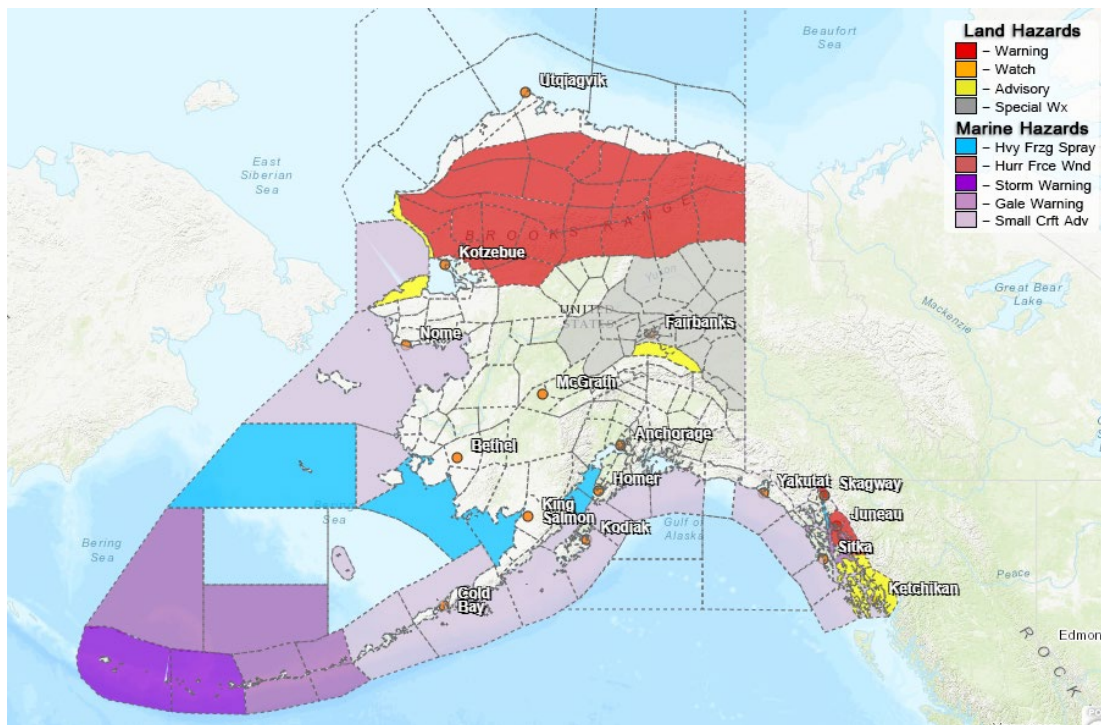 Beaufort
Sea
Land Hazards
– Warning
– Watch
– Advisory
– Special Wx
Marine Hazards
– Hvy Frzg Spray
– Hurr Frce Wnd
– Storm Warning
– Gale Warning
– Small Crft Adv
Utqiagvik
East
Siberian
Sea
BROOKS RANGE
Kotzebue
Yukon
Great Bear
Lake
Mackenzie
UNITED
STATES
Fairbanks
Nome
McGrath
Bethel
Anchorage
Homer
Yakutat
Skagway
King
Salmon
Juneau
Kodiak
Gulf of
Alaska
Sitka
Bering
Sea
Sea
Peace
Ketchikan
Cold
Bay
ROCK
Edmon